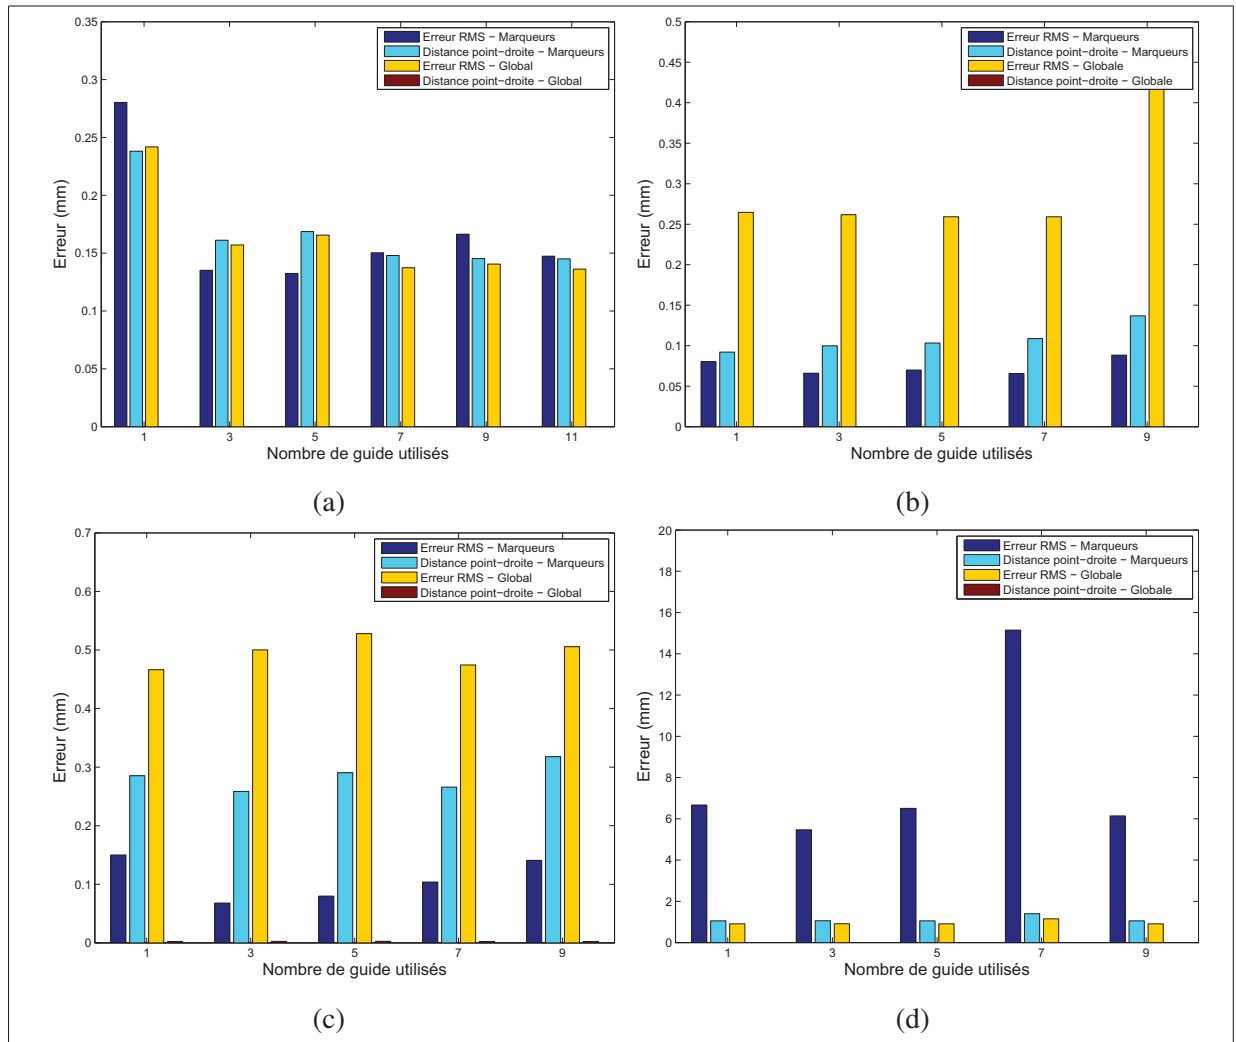 0.35
0.3
0.25
0.2
0.15
0.1
0.05
0
Erreur (mm)
Erreur RMS − Marqueurs
Distance point−droite − Marqueurs
Erreur RMS − Global
Distance point−droite − Global
1 3 5 7 9 11
Nombre de guide utilisés
(a)
0.5
0.45
0.4
0.35
0.3
0.25
0.2
0.15
0.1
0.05
0
Erreur (mm)
Erreur RMS − Marqueurs
Distance point−droite − Marqueurs
Erreur RMS − Globale
Distance point−droite − Globale
1 3 5 7 9
Nombre de guide utilisés
(b)
0.7
0.6
0.5
0.4
0.3
0.2
0.1
0
Erreur (mm)
Erreur RMS − Marqueurs
Distance point−droite − Marqueurs
Erreur RMS − Global
Distance point−droite − Global
1 3 5 7 9
Nombre de guide utilisés
(c)
20
18
16
14
12
10
8
6
4
2
0
Erreur (mm)
Erreur RMS − Marqueurs
Distance point−droite − Marqueurs
Erreur RMS − Globale
Distance point−droite − Globale
1 3 5 7 9
Nombre de guide utilisés
(d)